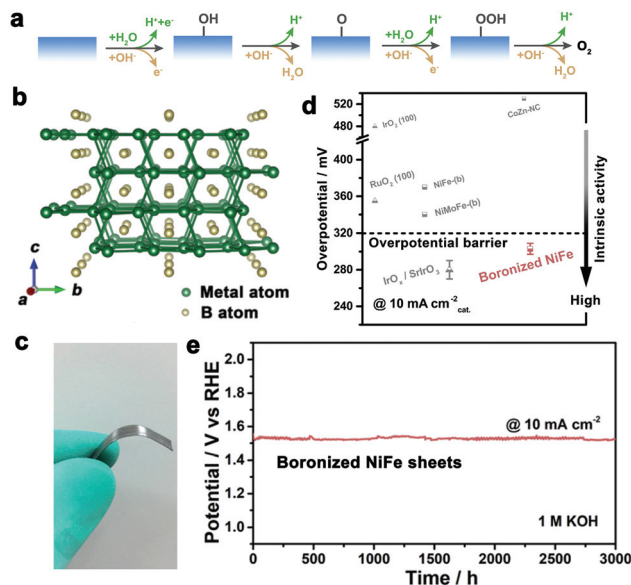 a
OH
O
OOH
+H₂O
H⁺+e⁻
+OH⁻
e⁻
H⁺
+OH⁻
H₂O
+H₂O
H⁺
+OH⁻
e⁻
H⁺
+OH⁻
H₂O
O₂
b
c
a
b
Metal atom
B atom
c
d
Overpotential / mV
520
480
400
360
320
280
240
IrO₂ (100)
CoZn-NC
RuO₂ (100)
NiFe-(b)
NiMoFe-(b)
Overpotential barrier
IrOₓ / SrIrO₃
Boronized NiFe
@ 10 mA cm⁻²cat.
Intrinsic activity
High
e
Potential / V vs RHE
2.0
1.8
1.6
1.4
1.2
1.0
@ 10 mA cm⁻²
Boronized NiFe sheets
1 M KOH
0 500 1000 1500 2000 2500 3000
Time / h